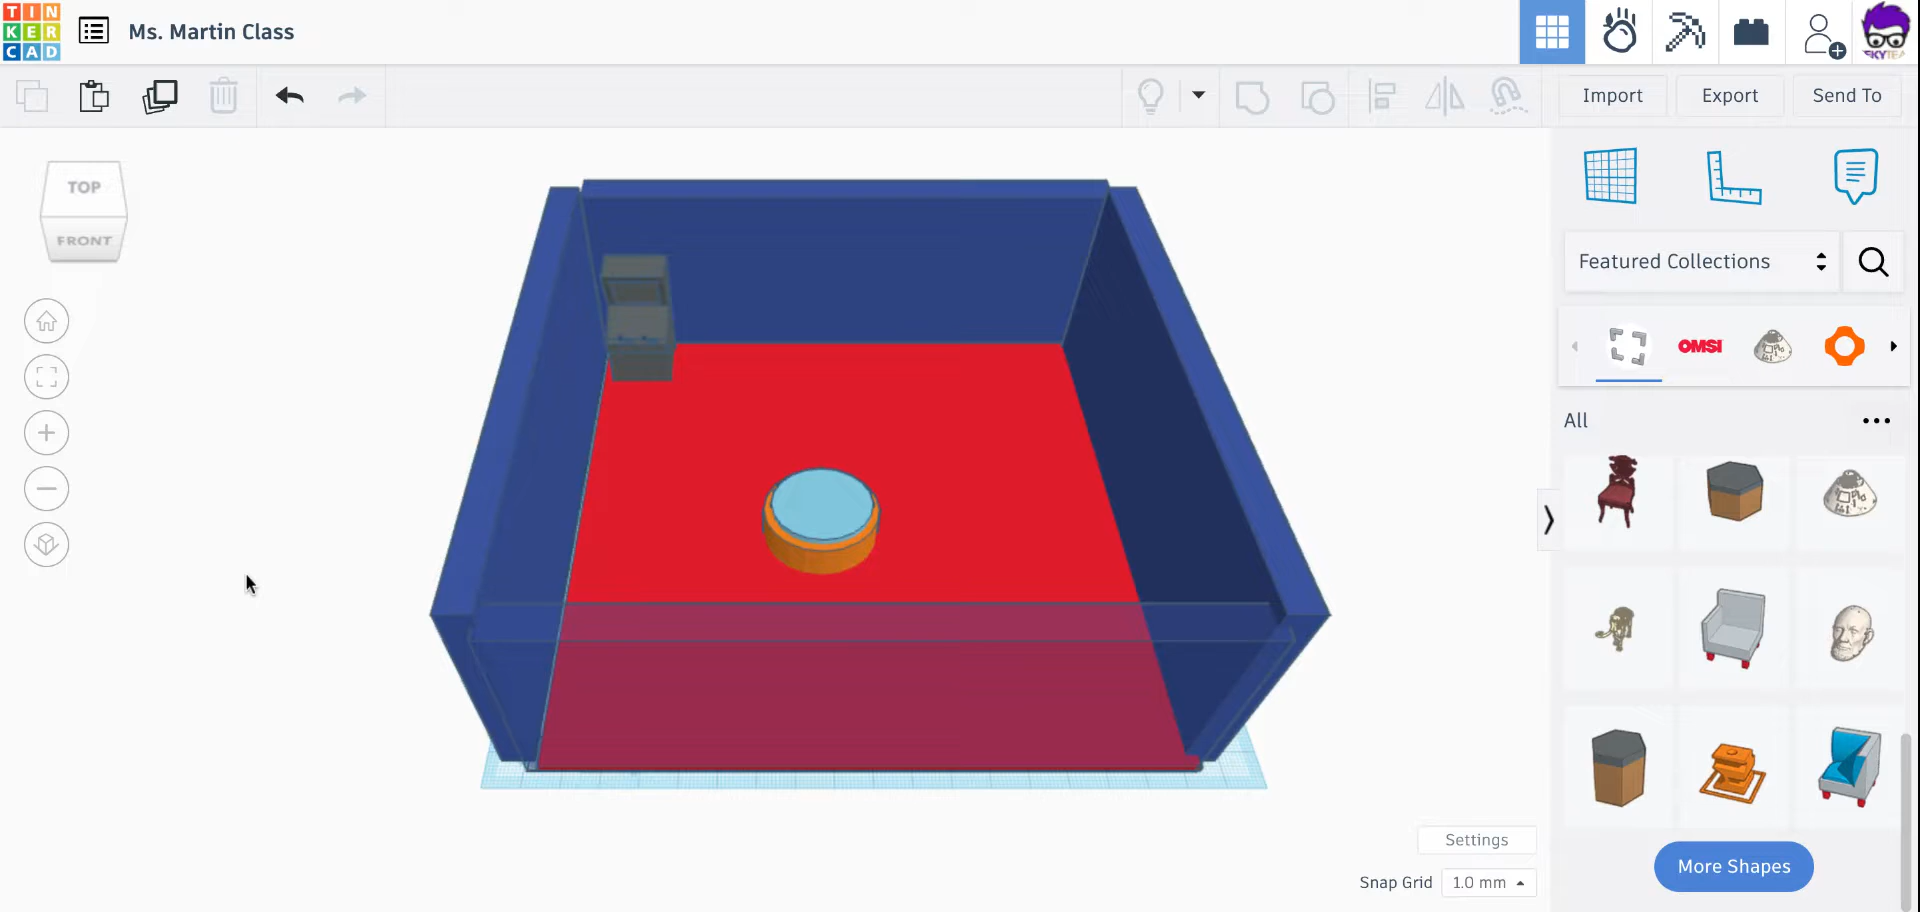 TIN
KER
CAD
Ms. Martin Class
SKYTEA
Import
Export
Send To
TOP
FRONT
Featured Collections
OMSI
All
Settings
Snap Grid 1.0 mm
More Shapes